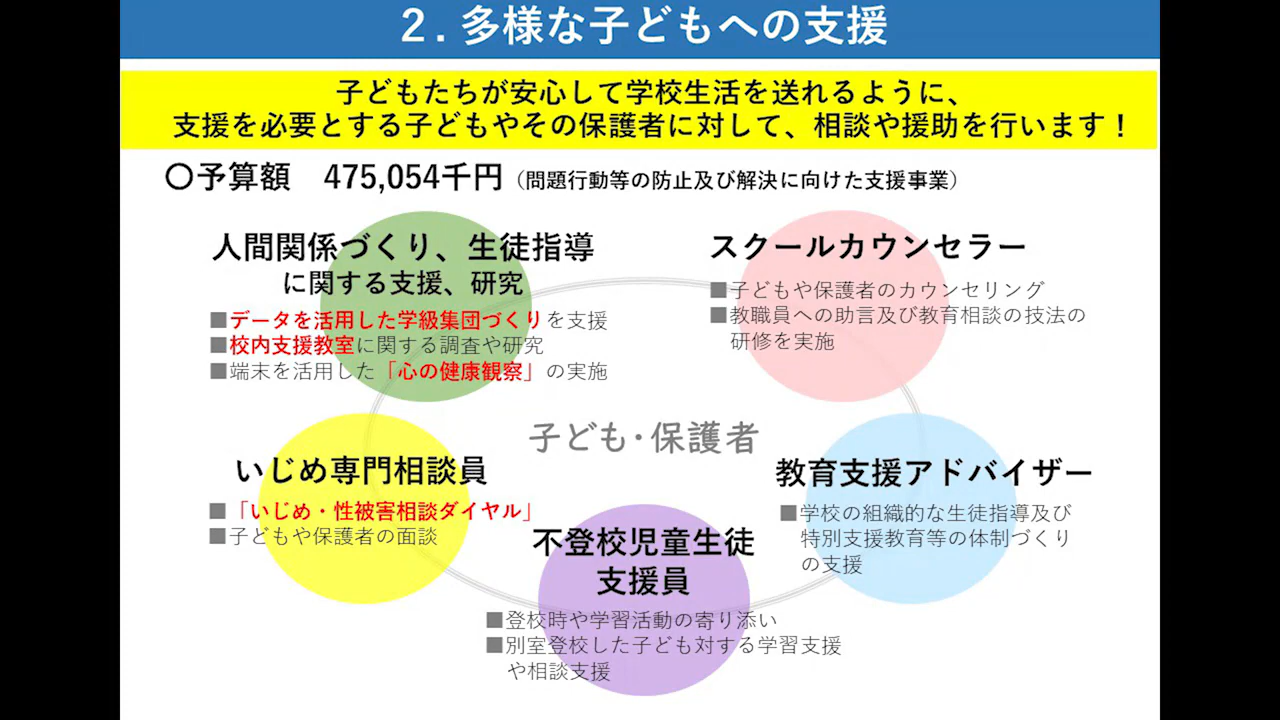 ２. 多様な子どもへの支援
子どもたちが安心して学校生活を送れるように、
支援を必要とする子どもやその保護者に対して、相談や援助を行います！
〇予算額　475,054千円（問題行動等の防止及び解決に向けた支援事業）
人間関係づくり、生徒指導
に関する支援、研究
■データを活用した学級集団づくりを支援
■校内支援教室に関する調査や研究
■端末を活用した「心の健康観察」の実施
スクールカウンセラー
■子どもや保護者のカウンセリング
■教職員への助言及び教育相談の技法の
研修を実施
子ども・保護者
いじめ専門相談員
■「いじめ・性被害相談ダイヤル」
■子どもや保護者の面談
教育支援アドバイザー
■学校の組織的な生徒指導及び
特別支援教育等の体制づくり
の支援
不登校児童生徒
支援員
■登校時や学習活動の寄り添い
■別室登校した子ども対する学習支援
や相談支援